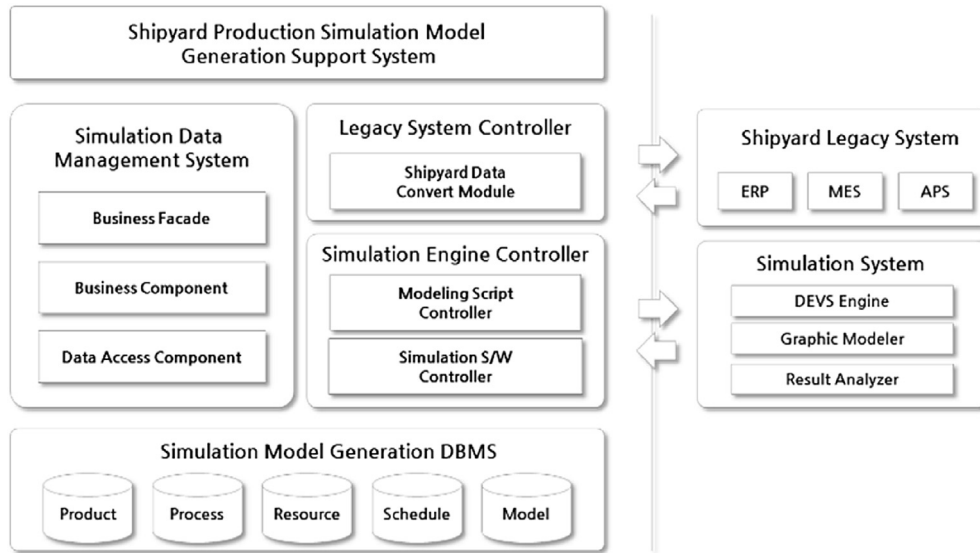 Shipyard Production Simulation Model
Generation Support System
Simulation Data
Management System
Business Facade
Business Component
Data Access Component
Legacy System Controller
Shipyard Data
Convert Module
Simulation Engine Controller
Modeling Script
Controller
Simulation S/W
Controller
Simulation Model Generation DBMS
Product
Process
Resource
Schedule
Model
Shipyard Legacy System
ERP
MES
APS
Simulation System
DEVS Engine
Graphic Modeler
Result Analyzer